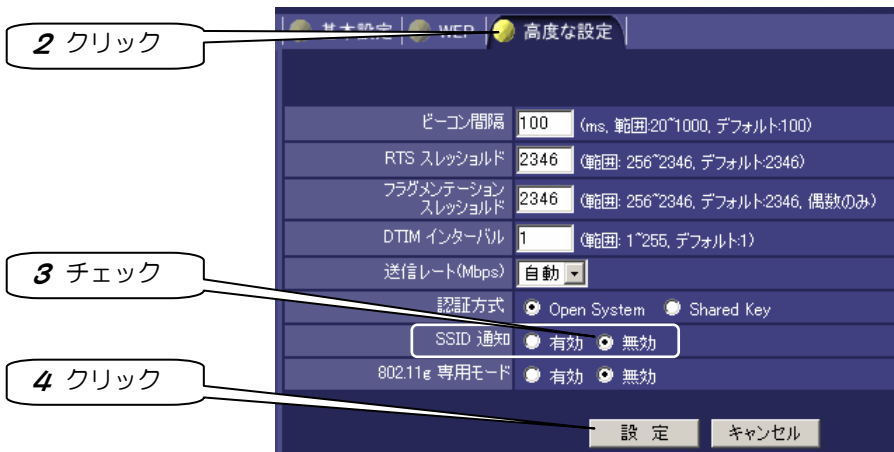 基本設定 WEP 高度な設定
2 クリック
ビーコン間隔 100 (ms, 範囲:20~1000, デフォルト:100)
RTS スレッショルド 2346 (範囲: 256~2346, デフォルト:2346)
フラグメンテーション
スレッショルド 2346 (範囲: 256~2346, デフォルト:2346, 偶数のみ)
DTIM インターバル 1 (範囲: 1~255, デフォルト:1)
3 チェック
送信レート(Mbps) 自動
認証方式 Open System Shared Key
SSID 通知 有効 無効
4 クリック
802.11g 専用モード 有効 無効
設 定 キャンセル